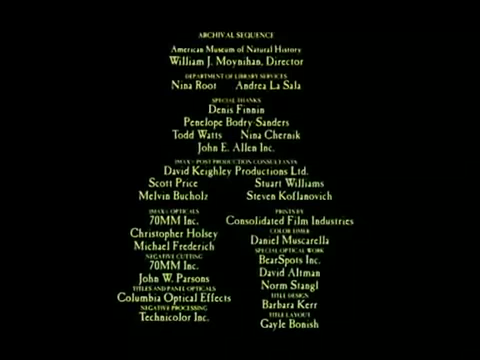 ARCHIVAL SEQUENCE
American Museum of Natural History
William J. Moynihan, Director
DEPARTMENT OF LIBRARY SERVICES
Nina Root Andrea La Sala
SPECIAL THANKS
Denis Finnin
Penelope Bodry-Sanders
Todd Watts Nina Chernik
John E. Allen Inc.
IMAX® POST PRODUCTION CONSULTANTS
David Keighley Productions Ltd.
Scott Price Stuart Williams
Melvin Bucholz Steven Koflanovich
IMAX® OPTICALS
70MM Inc.
Christopher Holsey
Michael Frederich
NEGATIVE CUTTING
70MM Inc.
John W. Parsons
TITLES AND PANEL OPTICALS
Columbia Optical Effects
NEGATIVE PROCESSING
Technicolor Inc.
PRINTS BY
Consolidated Film Industries
COLOR TIMER
Daniel Muscarella
SPECIAL OPTICAL WORK
BearSpots Inc.
David Altman
Norm Stangl
TITLE DESIGN
Barbara Kerr
TITLE LAYOUT
Gayle Bonish